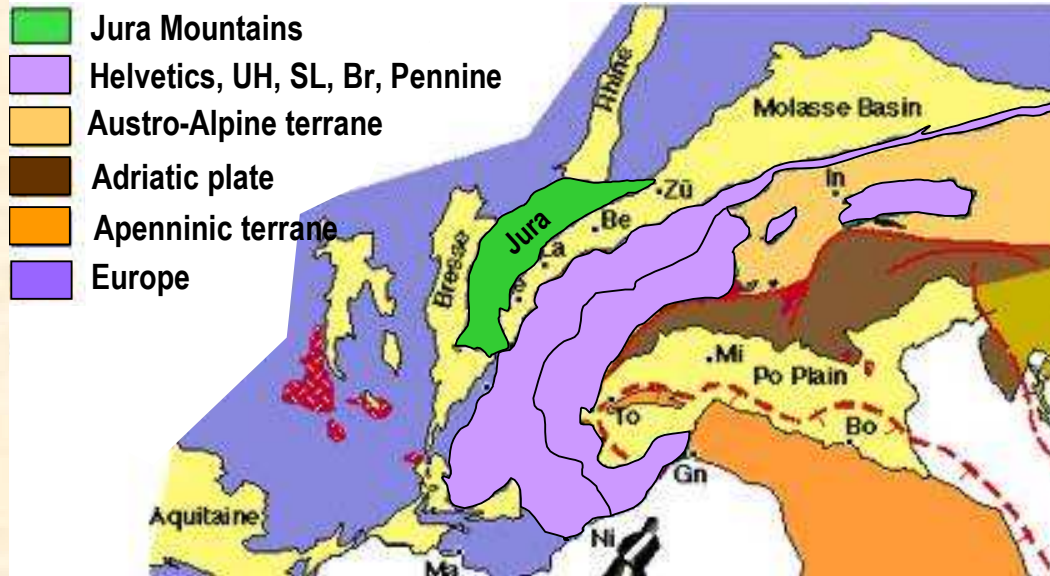 Jura Mountains
Helvetics, UH, SL, Br, Pennine
Austro-Alpine terrane
Adriatic plate
Apenninic terrane
Europe
Rhine
Molasse Basin
Zü
In
Be
Jura
a
Bresse
Mi
Po Plain
To
Bo
Gn
Aquitaine
Ni
Ma